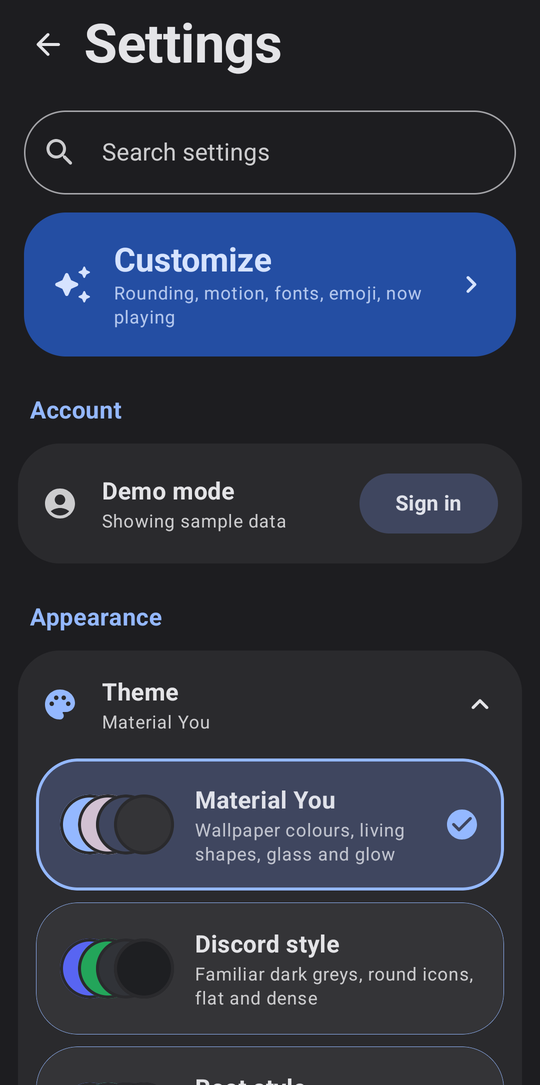 Settings
Search settings
Customize
Rounding, motion, fonts, emoji, now
playing
Account
Demo mode
Showing sample data
Sign in
Appearance
Theme
Material You
Material You
Wallpaper colours, living
shapes, glass and glow
Discord style
Familiar dark greys, round icons,
flat and dense
style